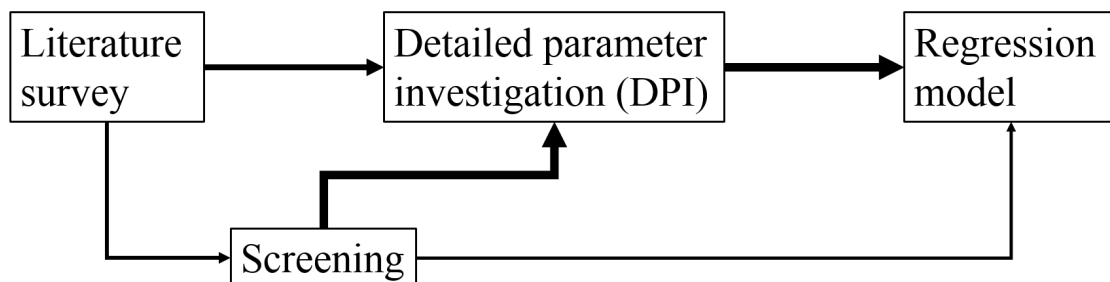 Literature
survey
Detailed parameter
investigation (DPI)
Regression
model
Screening